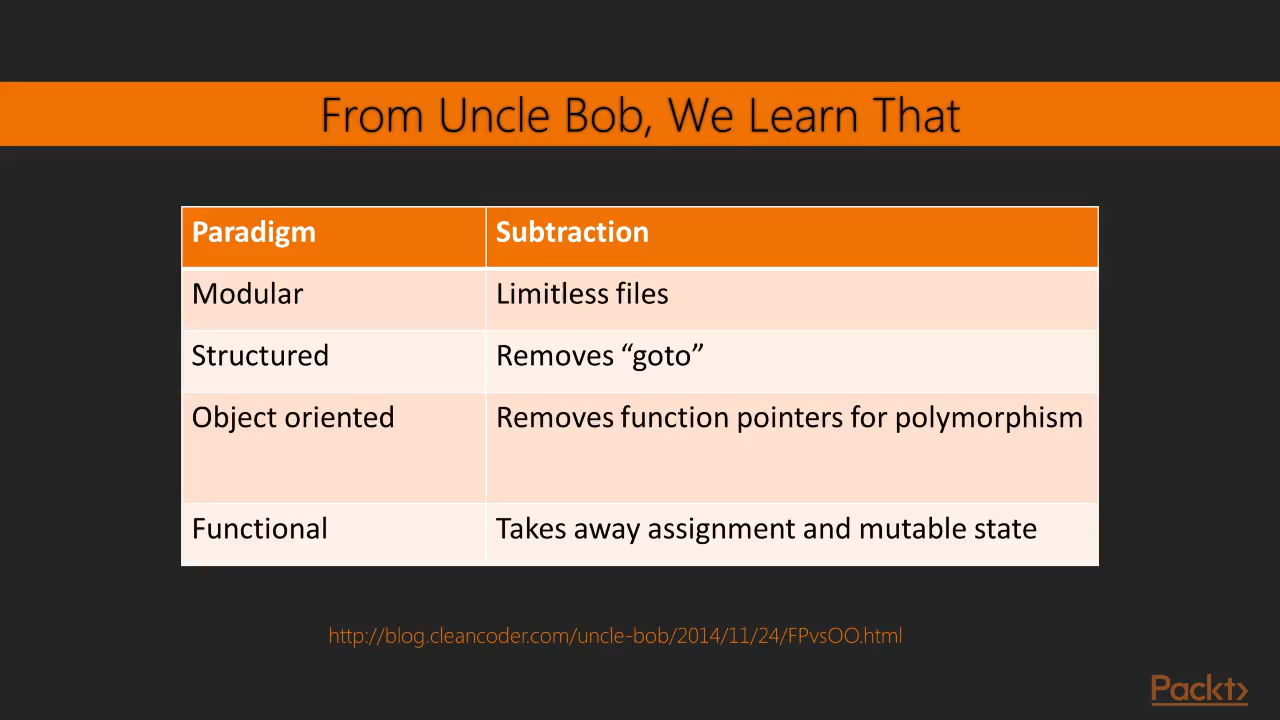 From Uncle Bob, We Learn That
Paradigm Subtraction
Modular Limitless files
Structured Removes “goto”
Object oriented Removes function pointers for polymorphism
Functional Takes away assignment and mutable state
http://blog.cleancoder.com/uncle-bob/2014/11/24/FPvsOO.html
Packt>